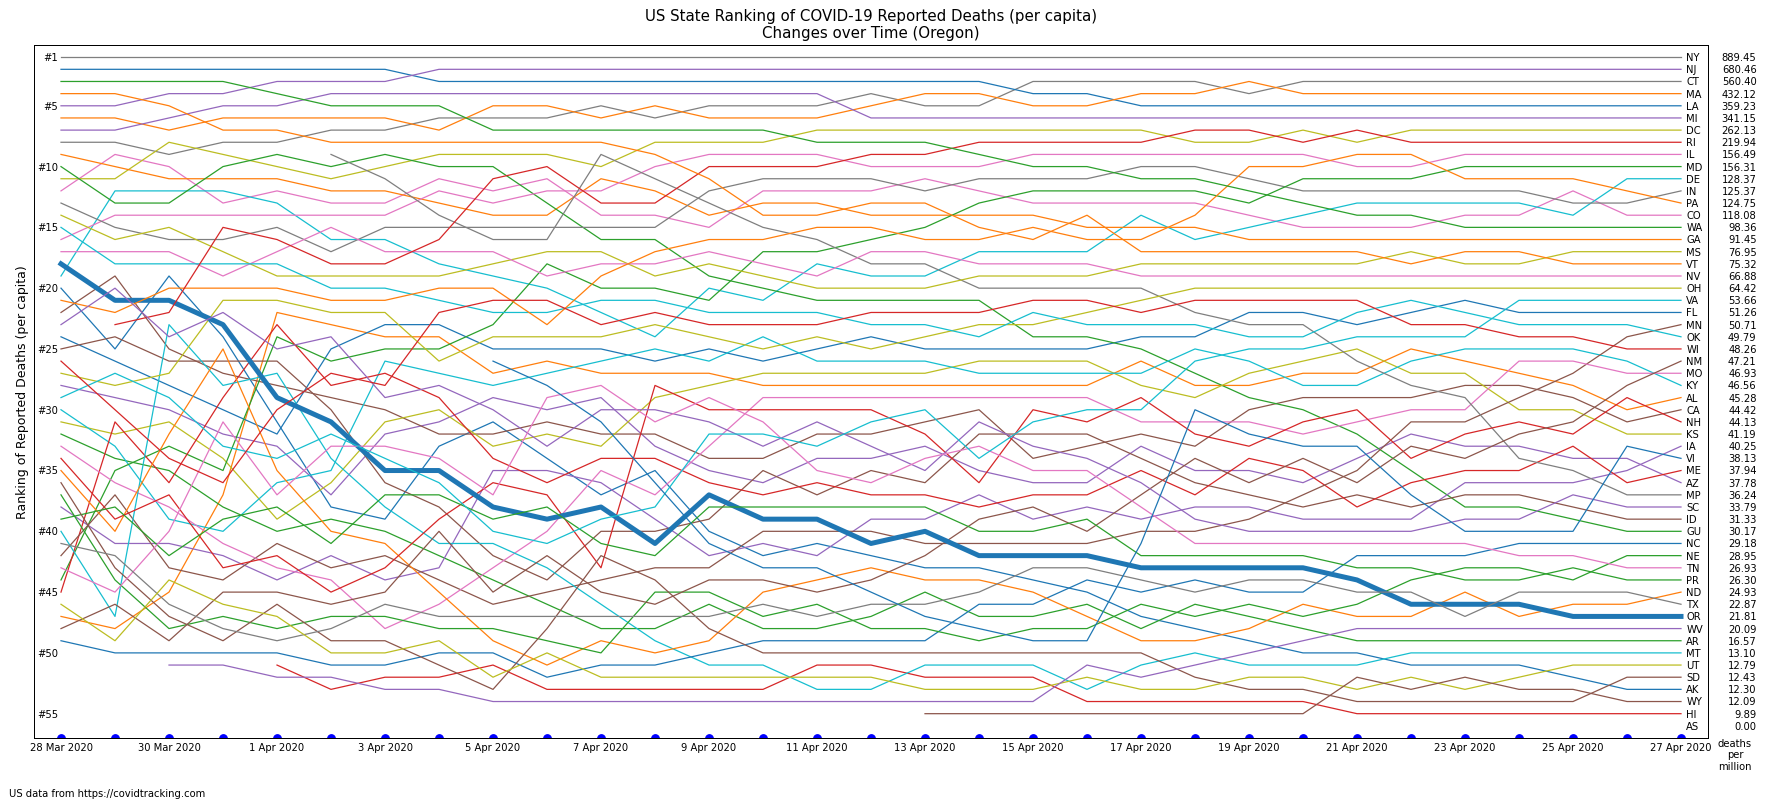 US State Ranking of COVID-19 Reported Deaths (per capita)
Changes over Time (Oregon)
Ranking of Reported Deaths (per capita)
#1
#5
#10
#15
#20
#25
#30
#35
#40
#45
#50
#55
NY 889.45
NJ 680.46
CT 560.40
MA 432.12
LA 359.23
MI 341.15
DC 262.13
RI 219.94
IL 156.49
MD 156.31
DE 128.37
IN 125.37
PA 124.75
CO 118.08
WA 98.36
GA 91.45
MS 76.95
VT 75.32
NV 66.88
OH 64.42
VA 53.66
FL 51.26
MN 50.71
OK 49.79
WI 48.26
NM 47.21
MO 46.93
KY 46.56
AL 45.28
CA 44.42
NH 44.13
KS 41.19
IA 40.25
VI 38.13
ME 37.94
AZ 37.78
MP 36.24
SC 33.79
ID 31.33
GU 30.17
NC 29.18
NE 28.95
TN 26.93
PR 26.30
ND 24.93
TX 22.87
OR 21.81
WV 20.09
AR 16.57
MT 13.10
UT 12.79
SD 12.43
AK 12.30
WY 12.09
HI 9.89
AS 0.00
28 Mar 2020 30 Mar 2020 1 Apr 2020 3 Apr 2020 5 Apr 2020 7 Apr 2020 9 Apr 2020 11 Apr 2020 13 Apr 2020 15 Apr 2020 17 Apr 2020 19 Apr 2020 21 Apr 2020 23 Apr 2020 25 Apr 2020 27 Apr 2020
deaths
per
million
US data from https://covidtracking.com